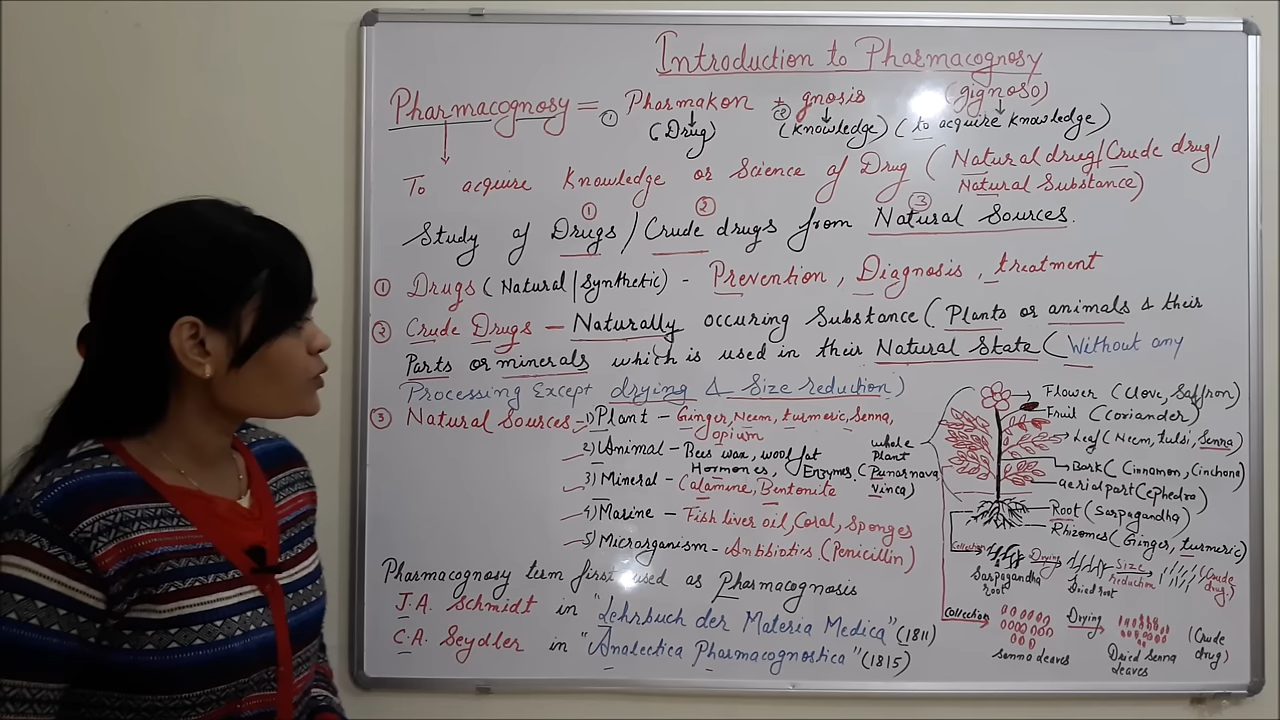 Introduction to Pharmacognosy
Pharmacognosy = ① Pharmakon + ② gnosis (gignoso)
(Drug) (Knowledge) (to acquire knowledge)
To acquire Knowledge or Science of Drug (Natural drug/Crude drug/
Natural Substance)
① ② ③
Study of Drugs / Crude drugs from Natural Sources.
① Drugs (Natural | Synthetic) - Prevention, Diagnosis, treatment
② Crude Drugs - Naturally occuring Substance (Plants or animals & their
Parts or minerals which is used in their Natural State (Without any
Processing Except drying & Size reduction)
③ Natural Sources - 1) Plant - Ginger, Neem, turmeric, Senna,
opium
2) Animal - Bees wax, wool fat
Hormones, Enzymes.
3) Mineral - Calamine, Bentonite
4) Marine - Fish liver oil, Coral, Sponges
5) Microrganism - Antibiotics (Penicillin)
Pharmacognosy term first used as Pharmacognosis
J.A. Schmidt in "Lehrbuch der Materia Medica" (1811)
C.A. Seydler in "Analectica Pharmacognostica" (1815)
whole
Plant
(Punarnava,
Vinca)
Flower (Clove, Saffron)
Fruit (Coriander)
Leaf (Neem, tulsi, Senna)
Bark (Cinnamon, Cinchona)
aerial part (Ephedra)
Root (Sarpagandha)
Rhizomes (Ginger, turmeric)
Collection Drying Size
reduction (Crude
drug)
Sarpagandha
root
Dried root
Collection Drying (Crude
drug)
Senna leaves
Dried Senna
leaves